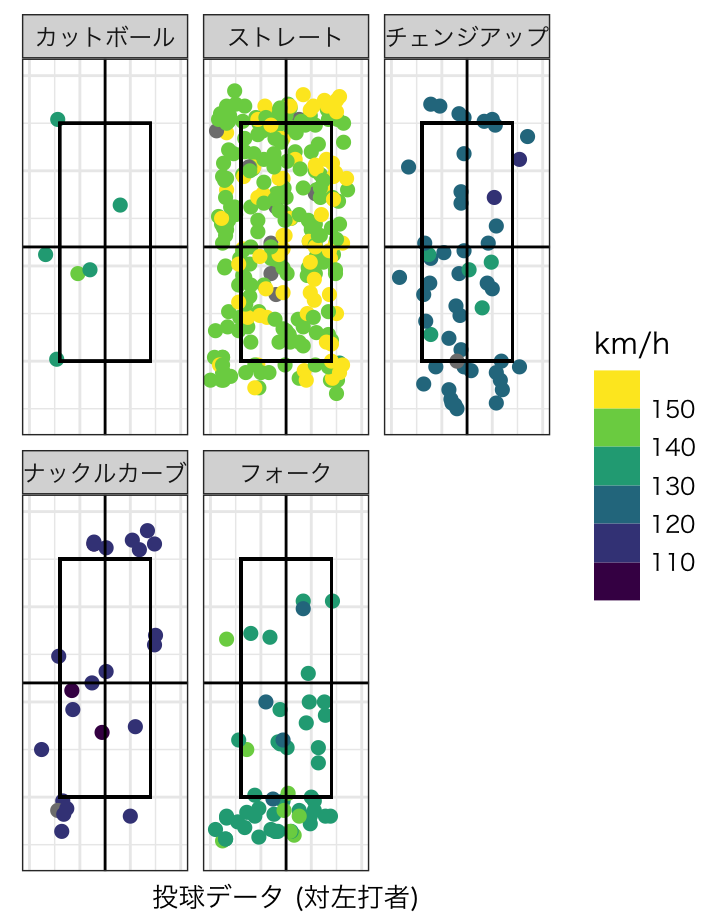 カットボール
ストレート
チェンジアップ
km/h
150
140
130
120
110
ナックルカーブ
フォーク
投球データ (対左打者)